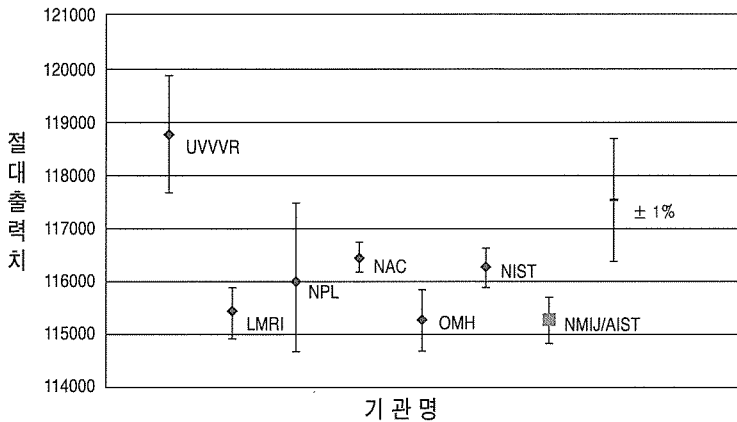 121000
120000
119000
118000
117000
116000
115000
114000
절대출력치
UVVVR
LMRI
NPL
NAC
OMH
NIST
NMIJ/AIST
± 1%
기관명